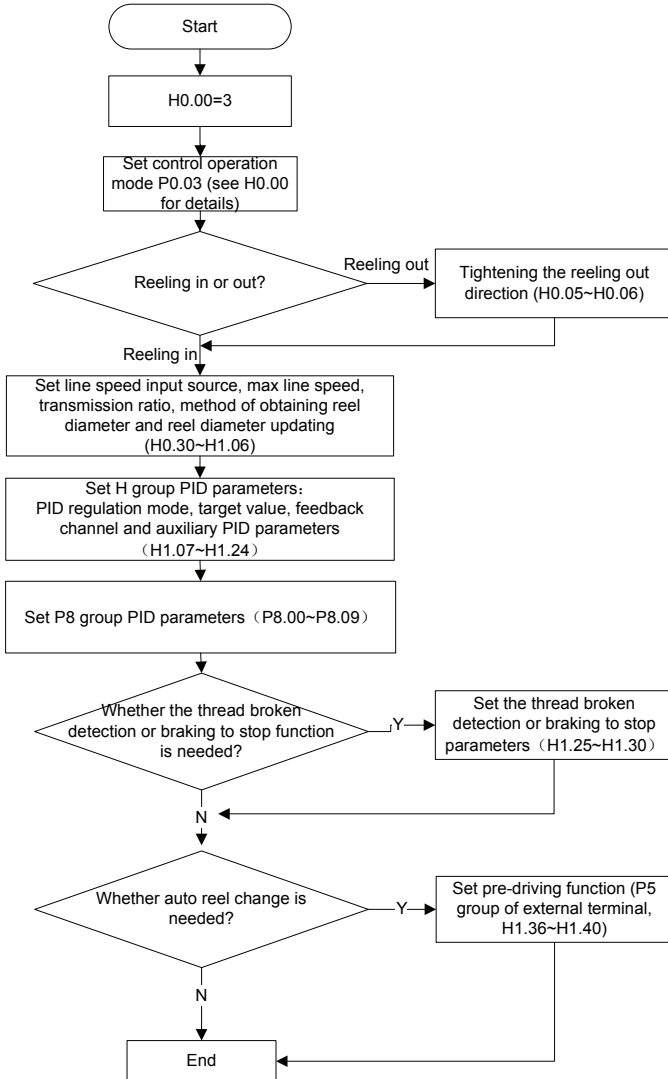 Start
H0.00=3
Set control operation
mode P0.03 (see H0.00
for details)
Reeling in or out?
Reeling out
Tightening the reeling out
direction (H0.05~H0.06)
Reeling in
Set line speed input source, max line speed,
transmission ratio, method of obtaining reel
diameter and reel diameter updating
(H0.30~H1.06)
Set H group PID parameters：
PID regulation mode, target value, feedback
channel and auxiliary PID parameters
（H1.07~H1.24）
Set P8 group PID parameters（P8.00~P8.09）
Whether the thread broken
detection or braking to stop function
is needed?
Y
Set the thread broken
detection or braking to stop
parameters（H1.25~H1.30）
N
Whether auto reel change is
needed?
Y
Set pre-driving function (P5
group of external terminal,
H1.36~H1.40)
N
End